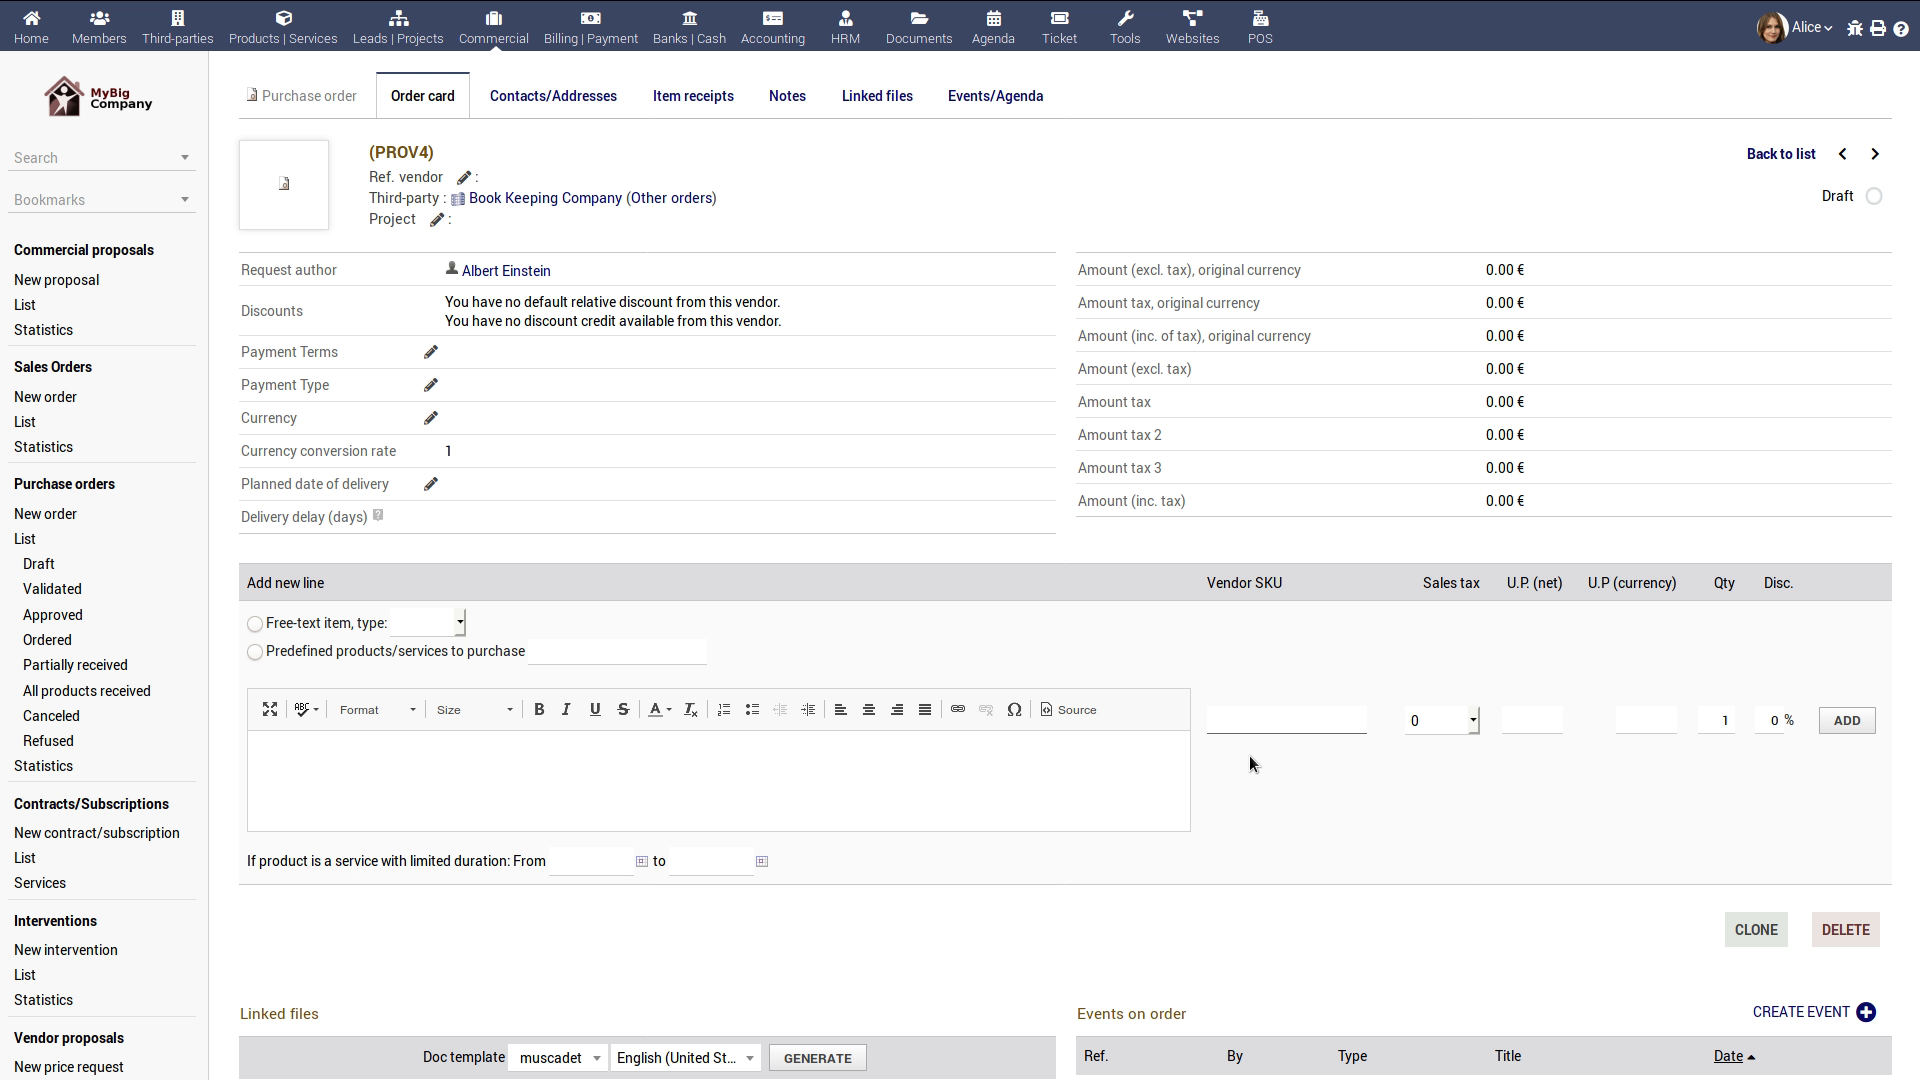 Home
Members
Third-parties
Products | Services
Leads | Projects
Commercial
Billing | Payment
Banks | Cash
Accounting
HRM
Documents
Agenda
Ticket
Tools
Websites
POS
Alice
MyBig
Company
Search
Bookmarks
Commercial proposals
New proposal
List
Statistics
Sales Orders
New order
List
Statistics
Purchase orders
New order
List
Draft
Validated
Approved
Ordered
Partially received
All products received
Canceled
Refused
Statistics
Contracts/Subscriptions
New contract/subscription
List
Services
Interventions
New intervention
List
Statistics
Vendor proposals
New price request
Purchase order
Order card
Contacts/Addresses
Item receipts
Notes
Linked files
Events/Agenda
(PROV4)
Ref. vendor :
Third-party : Book Keeping Company (Other orders)
Project :
Back to list
Draft
Request author Albert Einstein
Discounts
You have no default relative discount from this vendor.
You have no discount credit available from this vendor.
Payment Terms
Payment Type
Currency
Currency conversion rate 1
Planned date of delivery
Delivery delay (days)
Amount (excl. tax), original currency 0.00 €
Amount tax, original currency 0.00 €
Amount (inc. of tax), original currency 0.00 €
Amount (excl. tax) 0.00 €
Amount tax 0.00 €
Amount tax 2 0.00 €
Amount tax 3 0.00 €
Amount (inc. tax) 0.00 €
Add new line Vendor SKU Sales tax U.P. (net) U.P (currency) Qty Disc.
Free-text item, type:
Predefined products/services to purchase
Format Size B I U S A Tx Ω Source
0 1 0 % ADD
If product is a service with limited duration: From to
CLONE DELETE
Linked files
Doc template muscadet English (United St... GENERATE
Events on order CREATE EVENT
Ref. By Type Title Date